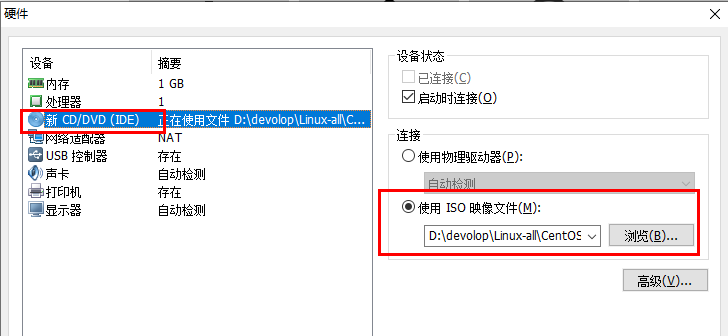 硬件
设备 摘要
内存 1 GB
处理器 1
新 CD/DVD (IDE) 正在使用文件 D:\devolop\Linux-all\C...
网络适配器 NAT
USB 控制器 存在
声卡 自动检测
打印机 存在
显示器 自动检测
设备状态
已连接(C)
启动时连接(O)
连接
使用物理驱动器(P):
自动检测
使用 ISO 映像文件(M):
D:\devolop\Linux-all\CentOS
浏览(B)...
高级(V)...